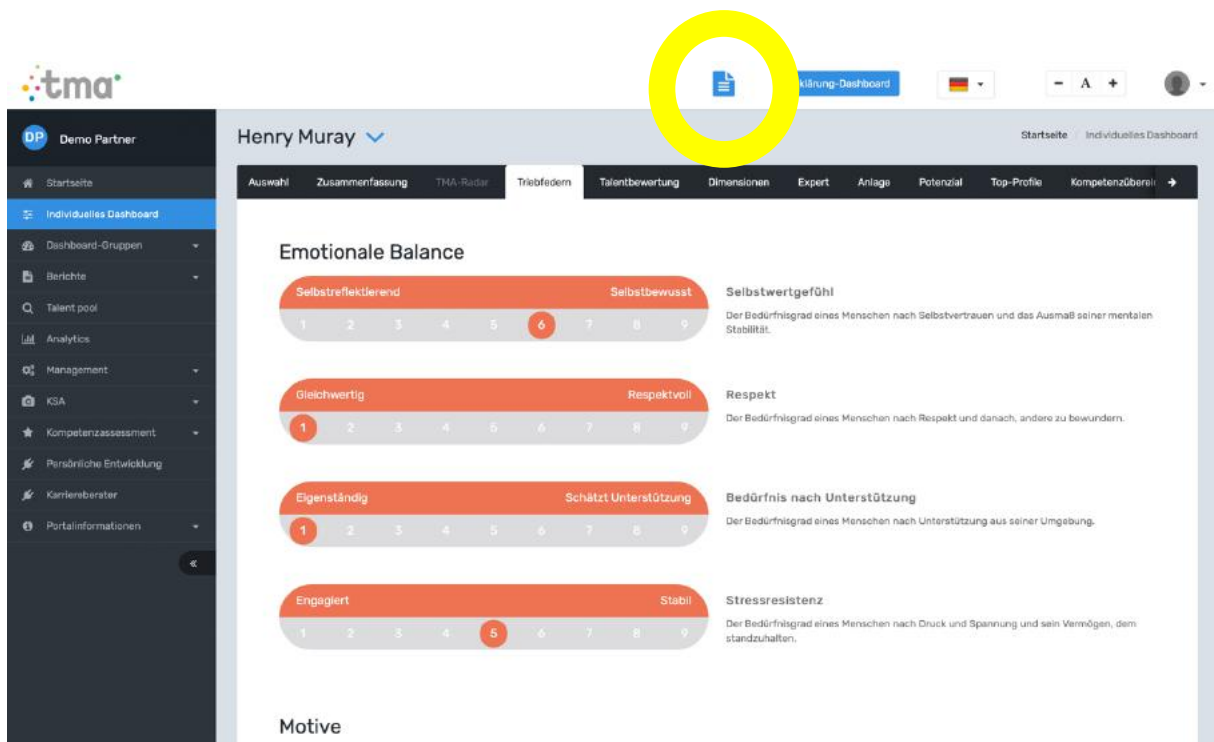 tma
klärung-Dashboard
- A +
DP Demo Partner
Henry Muray
Startseite / Individuelles Dashboard
Startseite
Individuelles Dashboard
Dashboard-Gruppen
Berichte
Talent pool
Analytics
Management
KSA
Kompetenzassessment
Persönliche Entwicklung
Karriereberater
Portalinformationen
«
Auswahl Zusammenfassung TMA-Radar Triebfedern Talentbewertung Dimensionen Expert Anlage Potenzial Top-Profile Kompetenzüberei
Emotionale Balance
Selbstreflektierend Selbstbewusst
1 2 3 4 5 6 7 8 9
Selbstwertgefühl
Der Bedürfnisgrad eines Menschen nach Selbstvertrauen und das Ausmaß seiner mentalen
Stabilität.
Gleichwertig Respektvoll
1 2 3 4 5 6 7 8 9
Respekt
Der Bedürfnisgrad eines Menschen nach Respekt und danach, andere zu bewundern.
Eigenständig Schätzt Unterstützung
1 2 3 4 5 6 7 8 9
Bedürfnis nach Unterstützung
Der Bedürfnisgrad eines Menschen nach Unterstützung aus seiner Umgebung.
Engagiert Stabil
1 2 3 4 5 6 7 8 9
Stressresistenz
Der Bedürfnisgrad eines Menschen nach Druck und Spannung und sein Vermögen, dem
standzuhalten.
Motive